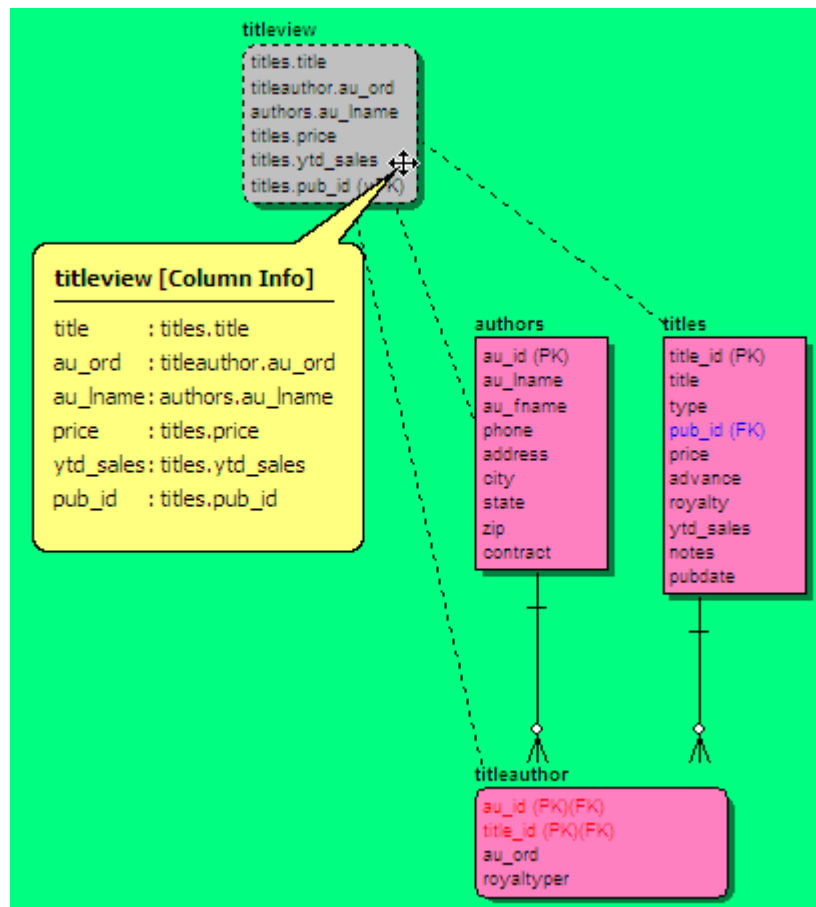 titleview
titles.title
titleauthor.au_ord
authors.au_lname
titles.price
titles.ytd_sales
titles.pub_id
titleview [Column Info]
title : titles.title
au_ord : titleauthor.au_ord
au_lname : authors.au_lname
price : titles.price
ytd_sales : titles.ytd_sales
pub_id : titles.pub_id
authors
au_id (PK)
au_lname
au_fname
phone
address
city
state
zip
contract
titles
title_id (PK)
title
type
pub_id (FK)
price
advance
royalty
ytd_sales
notes
pubdate
titleauthor
au_id (PK)(FK)
title_id (PK)(FK)
au_ord
royaltyper